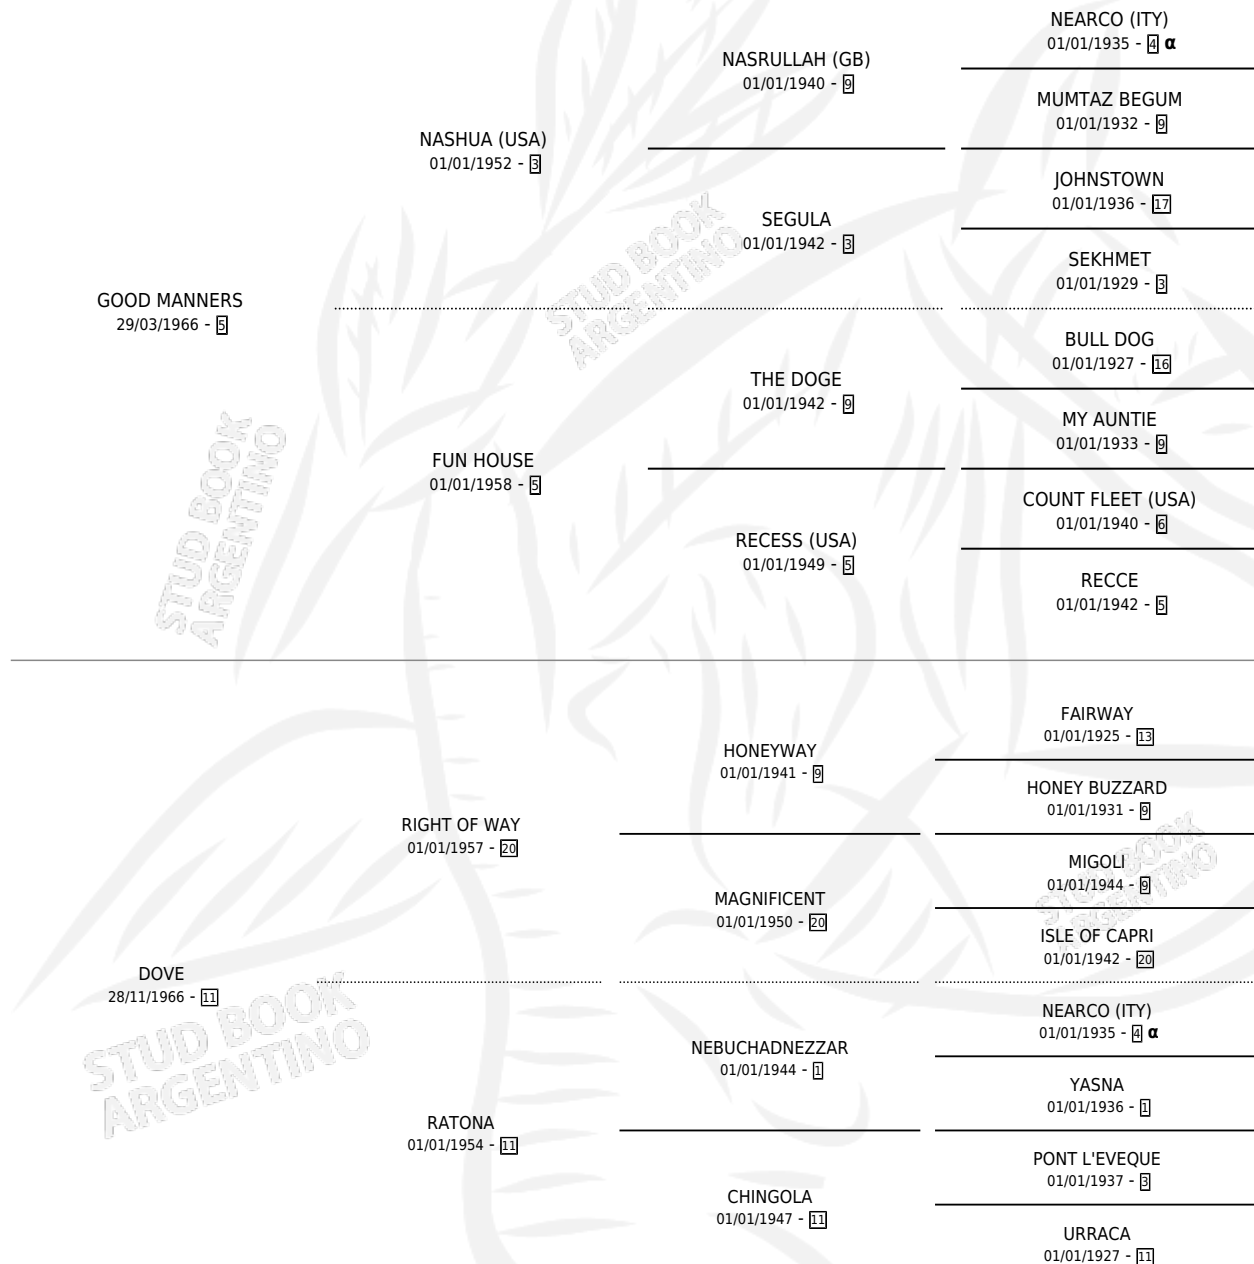 NEARCO (ITY)
01/01/1935 - 4 α
NASRULLAH (GB)
01/01/1940 - 9
MUMTAZ BEGUM
01/01/1932 - 9
NASHUA (USA)
01/01/1952 - 3
JOHNSTOWN
01/01/1936 - 17
SEGULA
01/01/1942 - 3
SEKHMET
01/01/1929 - 3
GOOD MANNERS
29/03/1966 - 5
BULL DOG
01/01/1927 - 16
THE DOGE
01/01/1942 - 9
MY AUNTIE
01/01/1933 - 9
FUN HOUSE
01/01/1958 - 5
COUNT FLEET (USA)
01/01/1940 - 6
RECESS (USA)
01/01/1949 - 5
RECCE
01/01/1942 - 5
FAIRWAY
01/01/1925 - 13
HONEYWAY
01/01/1941 - 9
HONEY BUZZARD
01/01/1931 - 9
RIGHT OF WAY
01/01/1957 - 20
MIGOLI
01/01/1944 - 9
MAGNIFICENT
01/01/1950 - 20
ISLE OF CAPRI
01/01/1942 - 20
DOVE
28/11/1966 - 11
NEARCO (ITY)
01/01/1935 - 4 α
NEBUCHADNEZZAR
01/01/1944 - 1
YASNA
01/01/1936 - 1
RATONA
01/01/1954 - 11
PONT L'EVEQUE
01/01/1937 - 3
CHINGOLA
01/01/1947 - 11
URRACA
01/01/1927 - 11
STUD BOOK
ARGENTINO
STUD BOOK
ARGENTINO
STUD BOOK
ARGENTINO
STUD BOOK
ARGENTINO